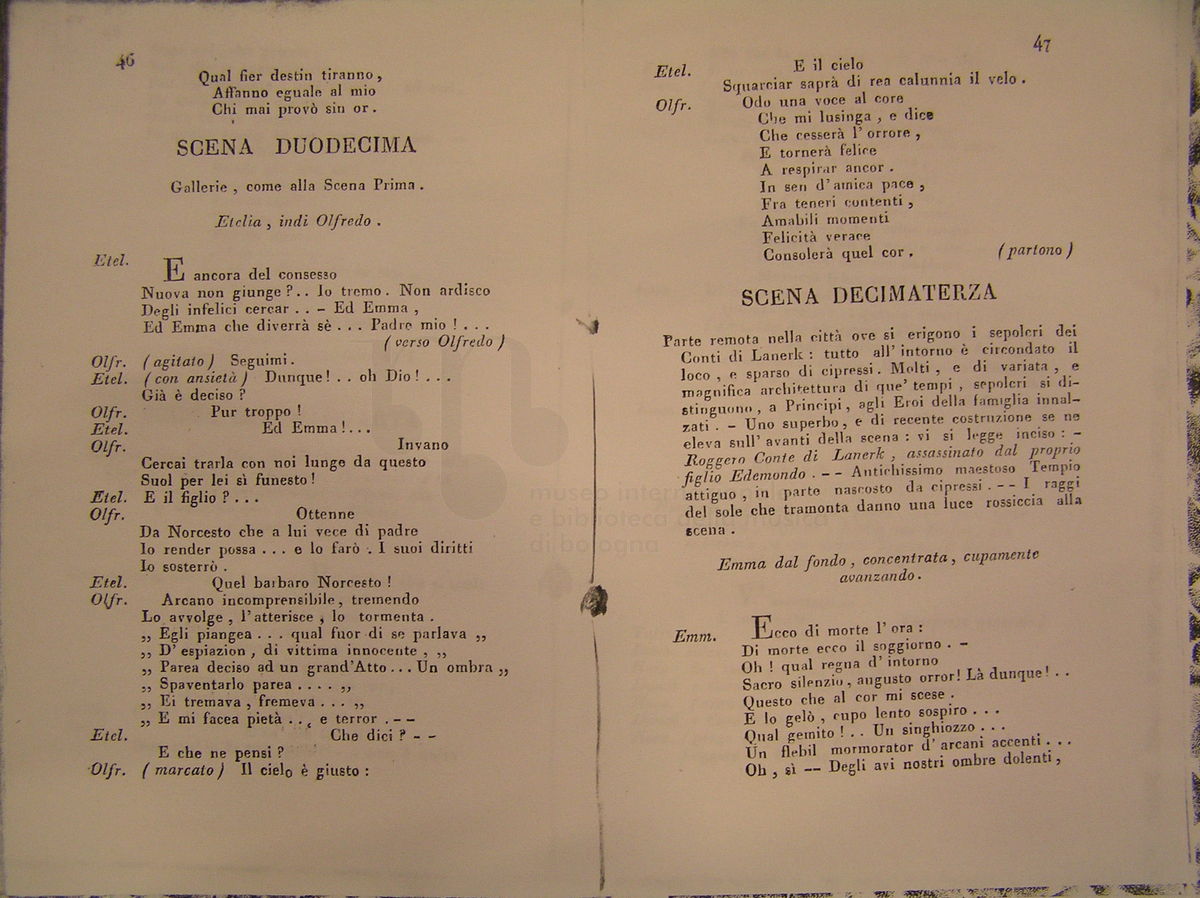 46
Qual fier destin tiranno,
Affanno eguale al mio
Chi mai provò sin or.
SCENA DUODECIMA
Gallerie, come alla Scena Prima.
Etelia, indi Olfredo.
Etel. E ancora del consesso
Nuova non giunge?.. Io tremo. Non ardisco
Degli infelici cercar.. - Ed Emma,
Ed Emma che diverrà sè... Padre mio!...
(verso Olfredo)
Olfr. (agitato) Seguimi.
Etel. (con ansietà) Dunque!.. oh Dio!...
Già è deciso?
Olfr. Pur troppo!
Etel. Ed Emma!...
Olfr. Invano
Cercai trarla con noi lunge da questo
Suol per lei sì funesto!
Etel. E il figlio?...
Olfr. Ottenne
Da Norcesto che a lui vece di padre
Io render possa... e lo farò. I suoi diritti
Io sosterrò.
Etel. Quel barbaro Norcesto!
Olfr. Arcano incomprensibile, tremendo
Lo avvolge, l'atterisce, lo tormenta.
,, Egli piangea... qual fuor di se parlava ,,
,, D'espiazion, di vittima innocente, ,,
,, Parea deciso ad un grand'Atto... Un ombra ,,
,, Spaventarlo parea.... ,,
,, Ei tremava, fremeva... ,,
,, E mi facea pietà... e terror. - -
Etel. Che dici? - -
E che ne pensi?
Olfr. (marcato) Il cielo è giusto:
47
Etel. E il cielo
Squarciar saprà di rea calunnia il velo.
Olfr. Odo una voce al core
Che mi lusinga, e dice
Che cesserà l'orrore,
E tornerà felice
A respirar ancor.
In sen d'amica pace,
Fra teneri contenti,
Amabili momenti
Felicità verace
Consolerà quel cor. (partono)
SCENA DECIMATERZA
Parte remota nella città ove si erigono i sepolcri dei
Conti di Lanerk: tutto all'intorno è circondato il
loco, e sparso di cipressi. Molti, e di variata, e
magnifica architettura di que' tempi, sepolcri si di-
stinguono, a Principi, agli Eroi della famiglia innal-
zati. - Uno superbo, e di recente costruzione se ne
eleva sull'avanti della scena: vi si legge inciso: -
Roggero Conte di Lanerk, assassinato dal proprio
figlio Edemondo. - - Antichissimo maestoso Tempio
attiguo, in parte nascosto da cipressi. - - I raggi
del sole che tramonta danno una luce rossiccia alla
scena.
Emma dal fondo, concentrata, cupamente
avanzando.
Emm. Ecco di morte l'ora:
Di morte ecco il soggiorno. -
Oh! qual regna d'intorno
Sacro silenzio, augusto orror! Là dunque!..
Questo che al cor mi scese.
E lo gelò, cupo lento sospiro...
Qual gemito!.. Un singhiozzo...
Un flebil mormorator d'arcani accenti...
Oh, sì -- Degli avi nostri ombre dolenti,
museo internazionale
e biblioteca della musica
di bologna